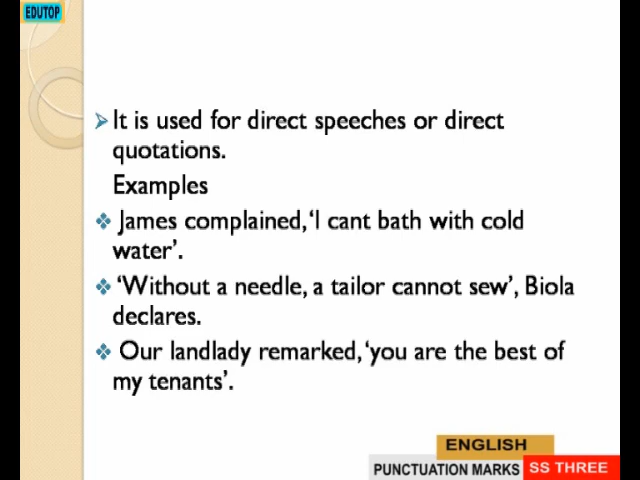 EDUTOP
It is used for direct speeches or direct
quotations.
Examples
James complained,‘I cant bath with cold
water’.
‘Without a needle, a tailor cannot sew’, Biola
declares.
Our landlady remarked,‘you are the best of
my tenants’.
ENGLISH
PUNCTUATION MARKS SS THREE